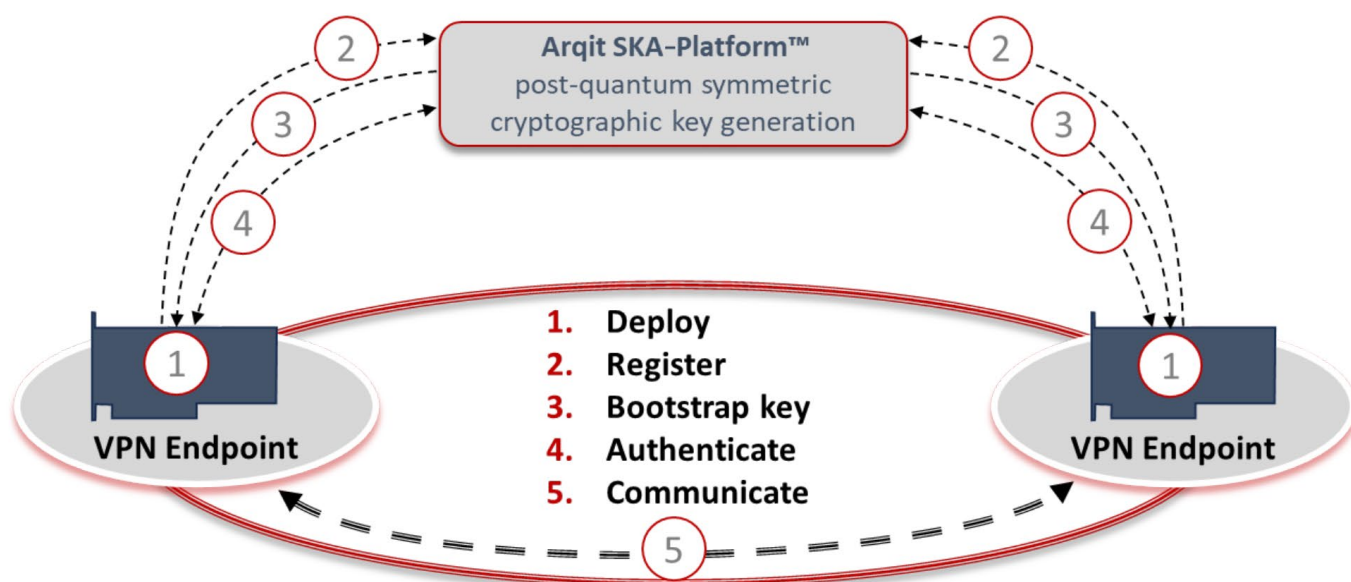 2
Arqit SKA-Platform™
2
post-quantum symmetric
3
cryptographic key generation
3
4
4
1. Deploy
2. Register
3. Bootstrap key
4. Authenticate
5. Communicate
1
VPN Endpoint
1
VPN Endpoint
5